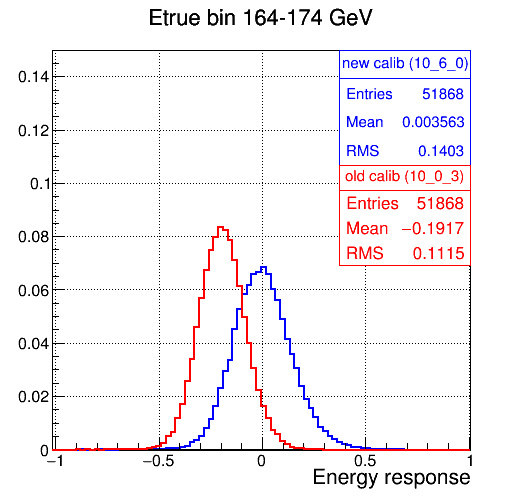 Etrue bin 164-174 GeV
new calib (10_6_0)
Entries 51868
Mean 0.003563
RMS 0.1403
old calib (10_0_3)
Entries 51868
Mean −0.1917
RMS 0.1115
0.14
0.12
0.1
0.08
0.06
0.04
0.02
0
−1 −0.5 0 0.5 1
Energy response